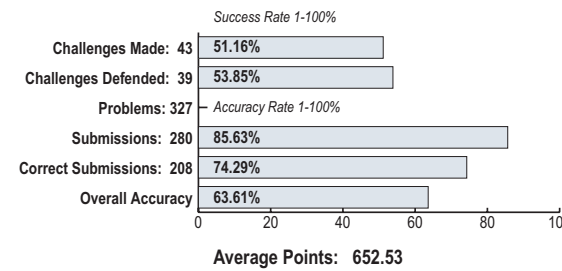 Success Rate 1-100%
Challenges Made: 43 51.16%
Challenges Defended: 39 53.85%
Problems: 327 Accuracy Rate 1-100%
Submissions: 280 85.63%
Correct Submissions: 208 74.29%
Overall Accuracy 63.61%
0 20 40 60 80 10
Average Points: 652.53